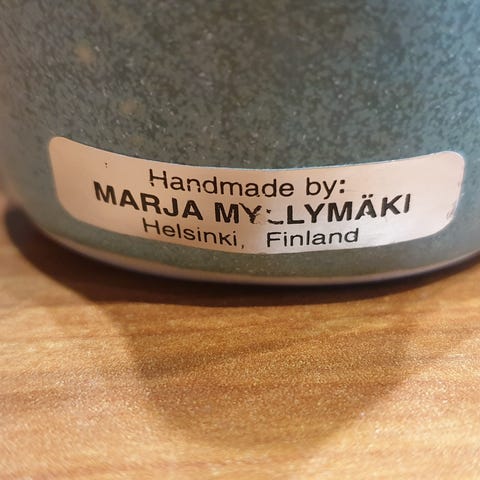 Handmade by:
MARJA MYLLYMÄKI
Helsinki, Finland